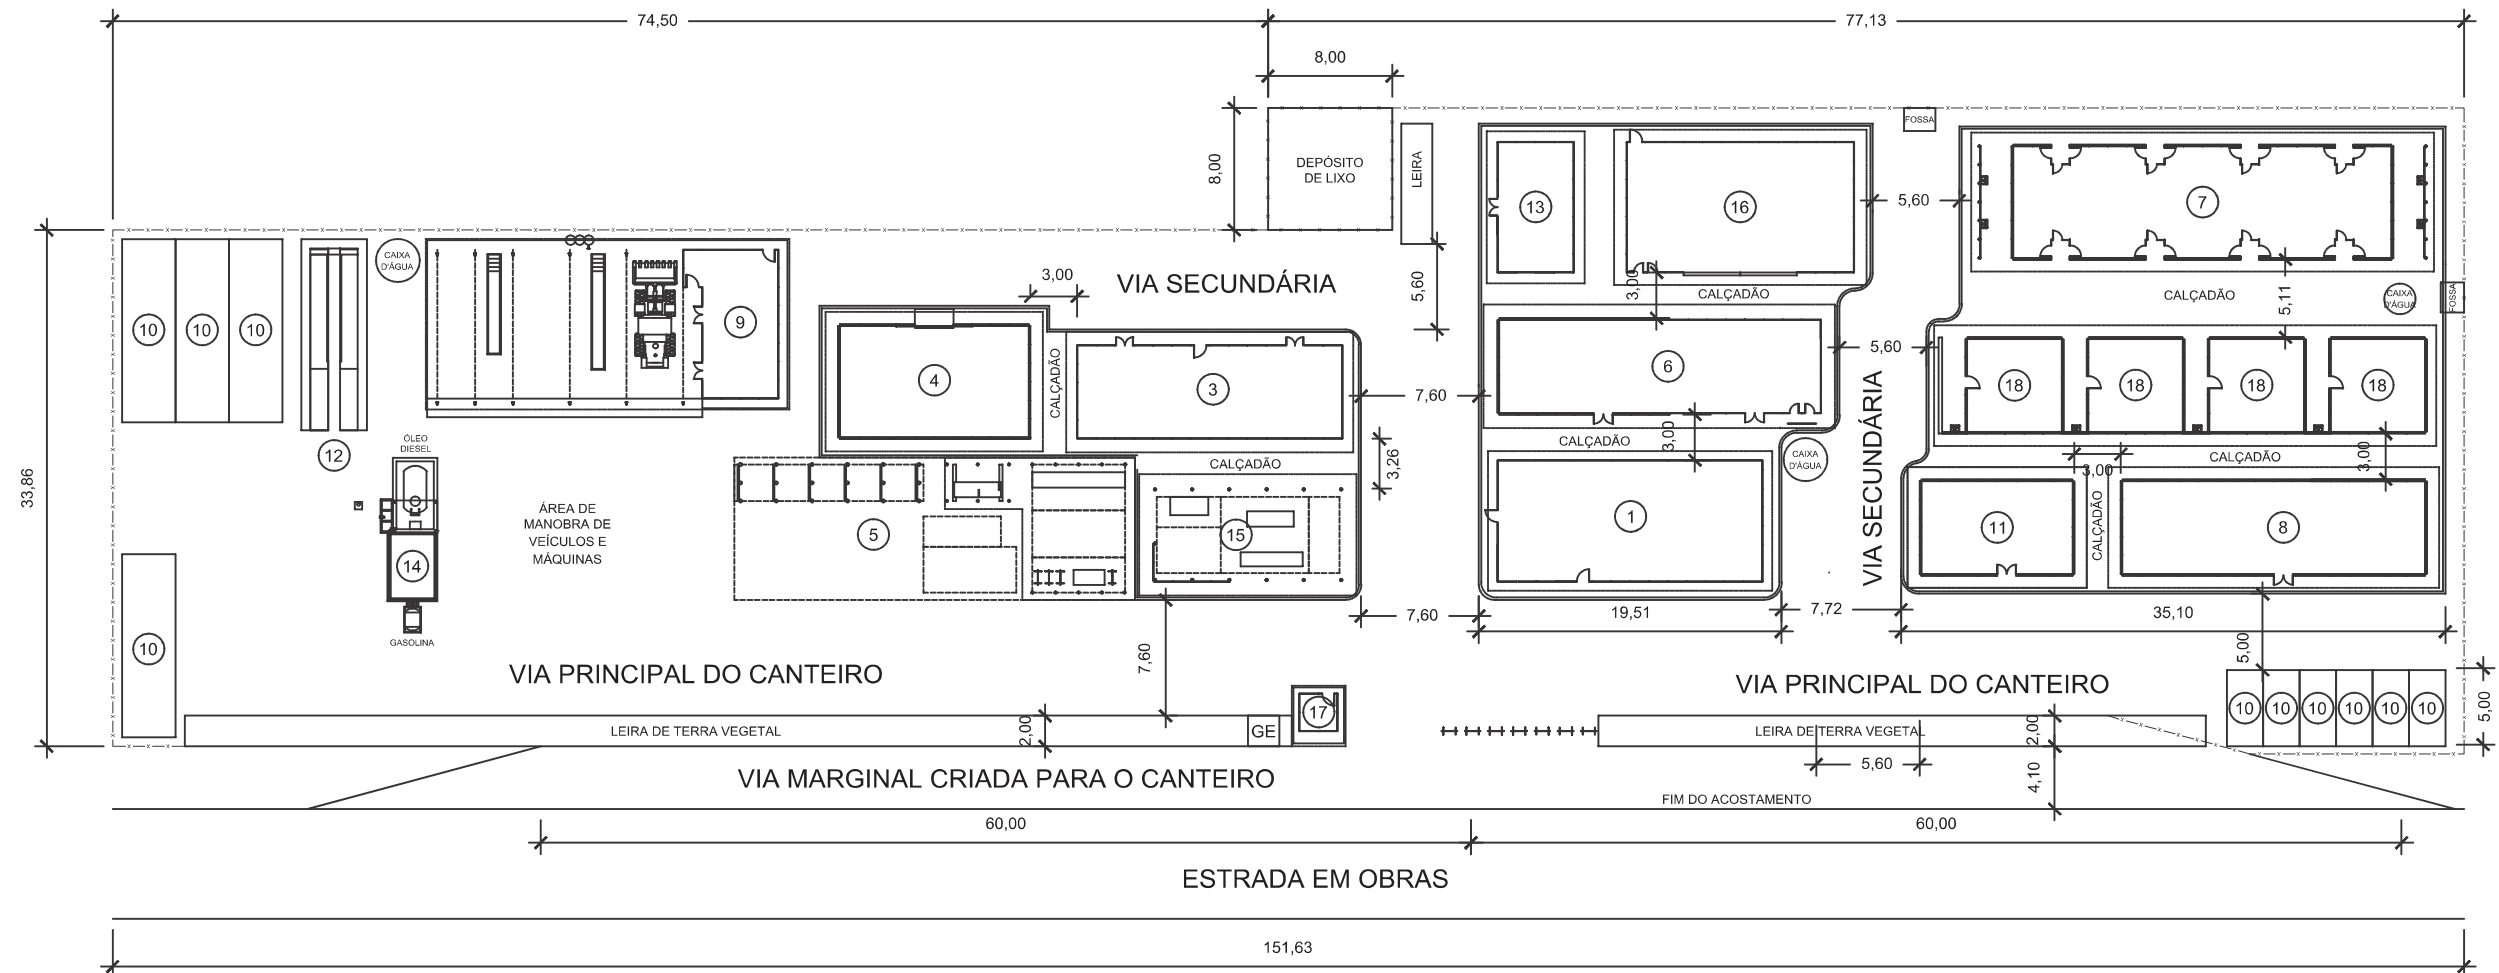 74,50
77,13
8,00
FOSSA
8,00
DEPÓSITO
DE LIXO
LEIRA
13
16
5,60
7
CAIXA
D'ÁGUA
3,00
VIA SECUNDÁRIA
5,60
3,00
CALÇADÃO
CALÇADÃO
5,11
CAIXA
D'ÁGUA
FOSSA
10
10
10
9
4
CALÇADÃO
3
7,60
6
5,60
18
18
18
18
12
ÓLEO
DIESEL
CALÇADÃO
3,26
CALÇADÃO
3,00
CAIXA
D'ÁGUA
VIA SECUNDÁRIA
CALÇADÃO
3,00
3,00
33,86
ÁREA DE
MANOBRA DE
VEÍCULOS E
MÁQUINAS
5
15
1
11
CALÇADÃO
8
14
GASOLINA
10
7,60
19,51
7,72
35,10
7,60
5,00
VIA PRINCIPAL DO CANTEIRO
VIA PRINCIPAL DO CANTEIRO
10
10
10
10
10
10
5,00
LEIRA DE TERRA VEGETAL
2,00
GE
17
LEIRA DE TERRA VEGETAL
2,00
VIA MARGINAL CRIADA PARA O CANTEIRO
5,60
4,10
FIM DO ACOSTAMENTO
60,00
60,00
ESTRADA EM OBRAS
151,63